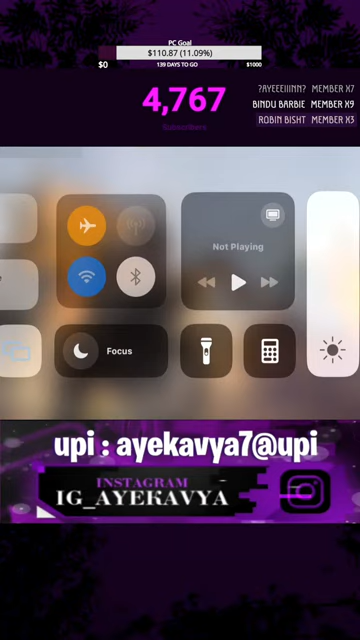 PC Goal
$110.87 (11.09%)
$0
139 DAYS TO GO
$1000
4,767
Subscribers
?AYEEEIIINN? MEMBER X7
BINDU BARBIE MEMBER X9
ROBIN BISHT MEMBER X3
Not Playing
Focus
upi : ayekavya7@upi
INSTAGRAM
IG_AYEKAVYA